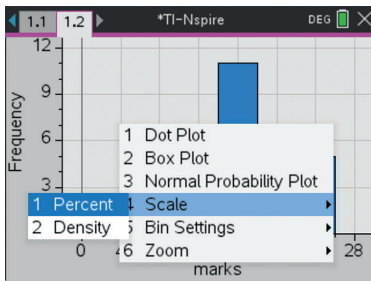 1.1 1.2 *TI-Nspire DEG
12
9
6
3
Frequency
1 Dot Plot
2 Box Plot
3 Normal Probability Plot
4 Scale
5 Bin Settings
6 Zoom
1 Percent
2 Density
0 4 28
marks